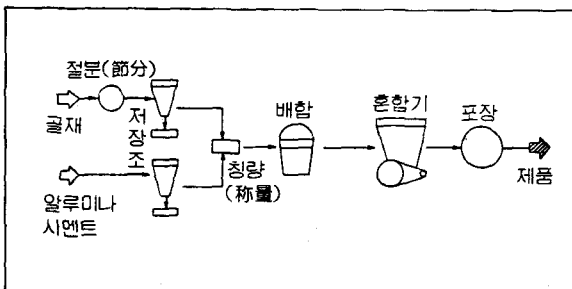 절분(節分)
골재
저
장
조
알루미나
시멘트
칭량
(称量)
배합
혼합기
포장
제품